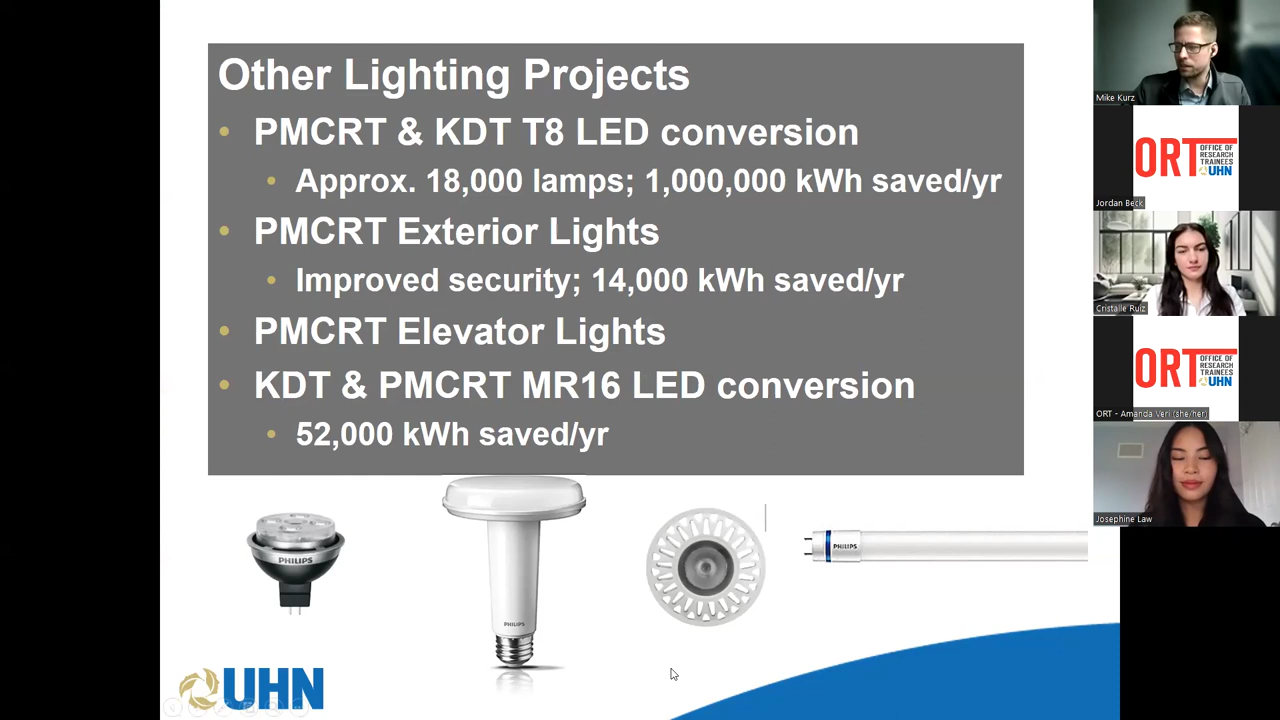 Other Lighting Projects
• PMCRT & KDT T8 LED conversion
• Approx. 18,000 lamps; 1,000,000 kWh saved/yr
• PMCRT Exterior Lights
• Improved security; 14,000 kWh saved/yr
• PMCRT Elevator Lights
• KDT & PMCRT MR16 LED conversion
• 52,000 kWh saved/yr
PHILIPS
PHILIPS
PHILIPS
UHN
Mike Kurz
ORT OFFICE OF
RESEARCH
TRAINEES
UHN
Jordan Beck
Cristalle Ruiz
ORT OFFICE OF
RESEARCH
TRAINEES
UHN
ORT - Amanda Veri (she/her)
Josephine Law